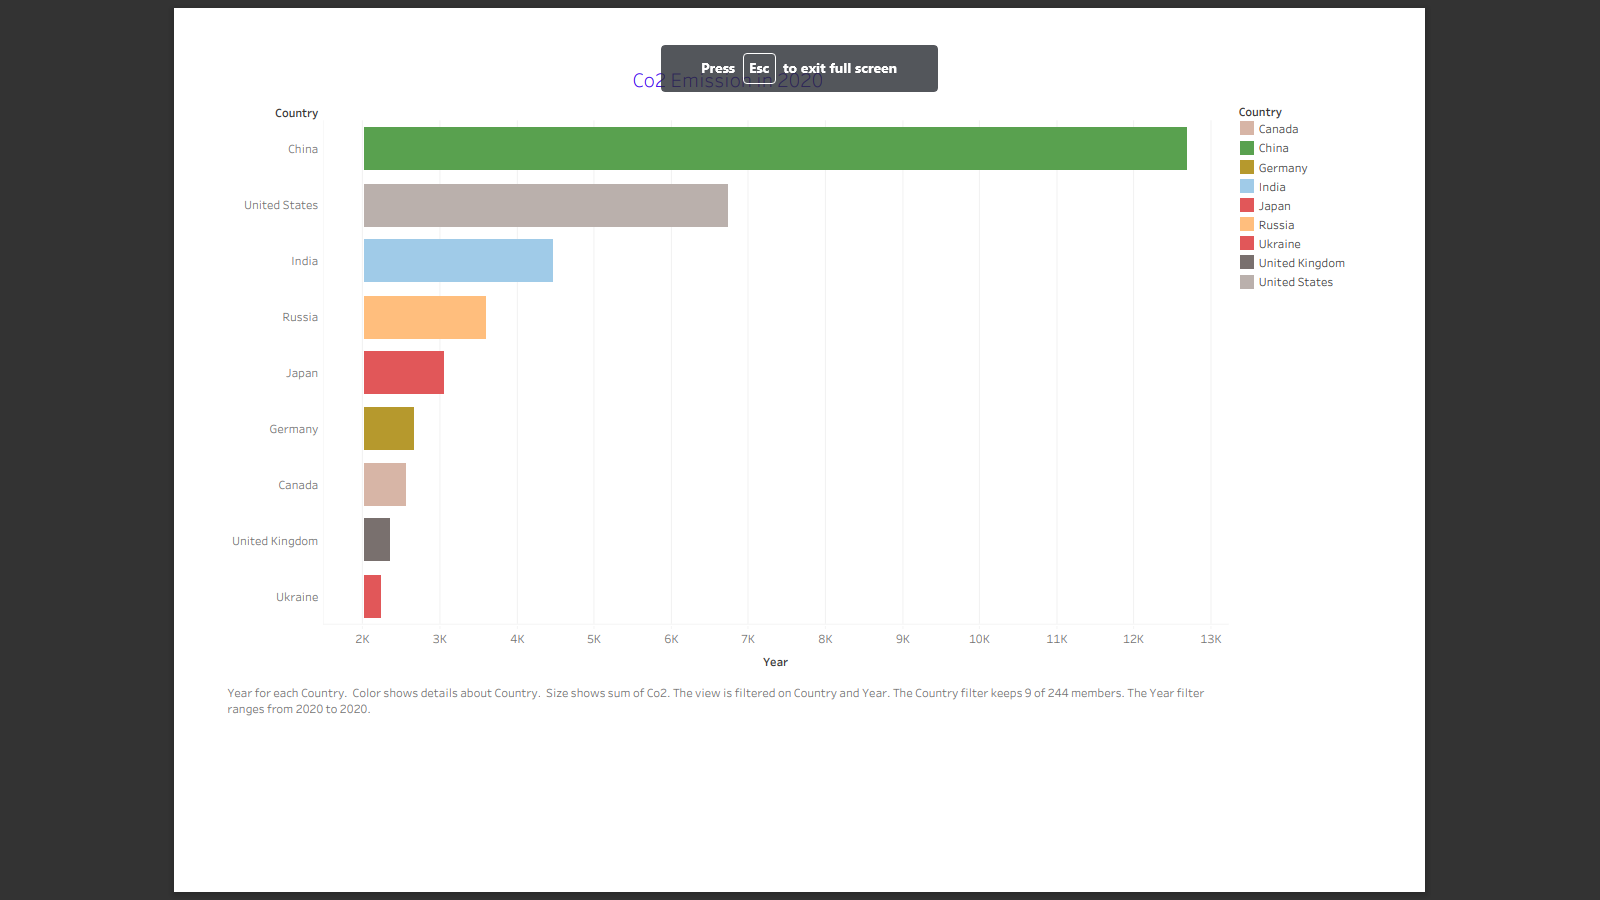 Press Esc to exit full screen
Co2 Emission in 2020
Country
China
United States
India
Russia
Japan
Germany
Canada
United Kingdom
Ukraine
2K 3K 4K 5K 6K 7K 8K 9K 10K 11K 12K 13K
Year
Country
Canada
China
Germany
India
Japan
Russia
Ukraine
United Kingdom
United States
Year for each Country.  Color shows details about Country.  Size shows sum of Co2. The view is filtered on Country and Year. The Country filter keeps 9 of 244 members. The Year filter
ranges from 2020 to 2020.